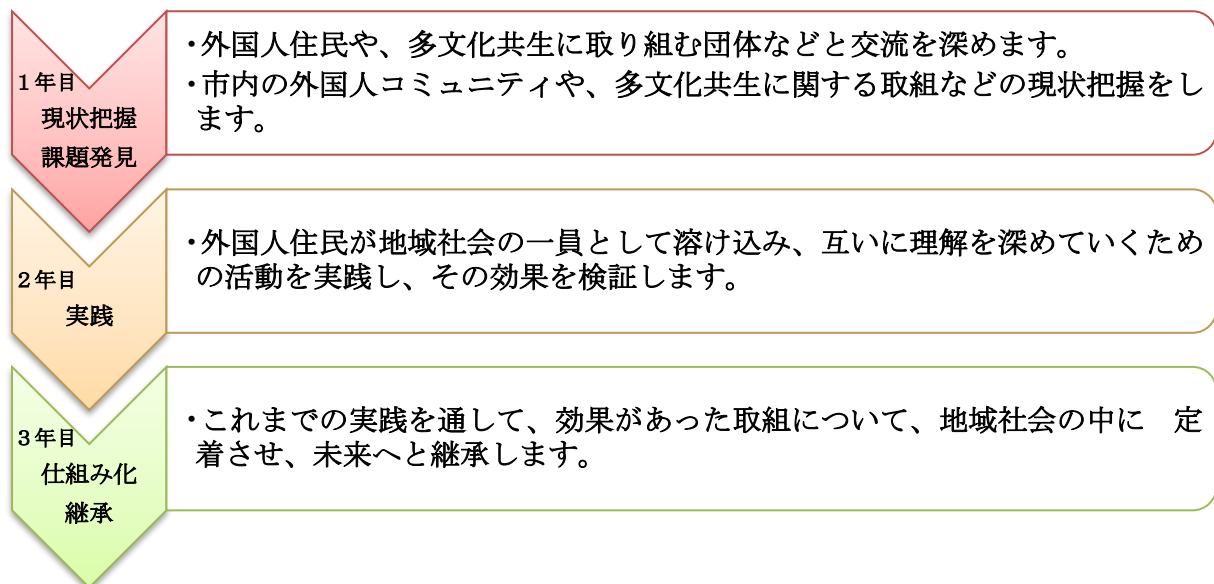 1年目
現状把握
課題発見
・外国人住民や、多文化共生に取り組む団体などと交流を深めます。
・市内の外国人コミュニティや、多文化共生に関する取組などの現状把握をし
ます。
2年目
実践
・外国人住民が地域社会の一員として溶け込み、互いに理解を深めていくため
の活動を実践し、その効果を検証します。
3年目
仕組み化
継承
・これまでの実践を通して、効果があった取組について、地域社会の中に　定
着させ、未来へと継承します。